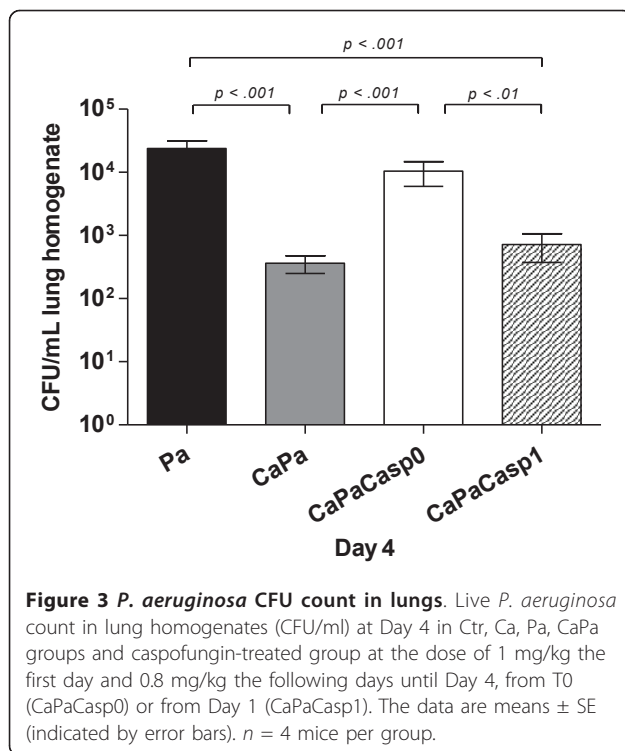 p < .001
p < .001 p < .001 p < .01
CFU/mL lung homogenate
10⁵
10⁴
10³
10²
10¹
10⁰
Pa CaPa CaPaCasp0 CaPaCasp1
Day 4
Figure 3 P. aeruginosa CFU count in lungs. Live P. aeruginosa
count in lung homogenates (CFU/ml) at Day 4 in Ctr, Ca, Pa, CaPa
groups and caspofungin-treated group at the dose of 1 mg/kg the
first day and 0.8 mg/kg the following days until Day 4, from T0
(CaPaCasp0) or from Day 1 (CaPaCasp1). The data are means ± SE
(indicated by error bars). n = 4 mice per group.